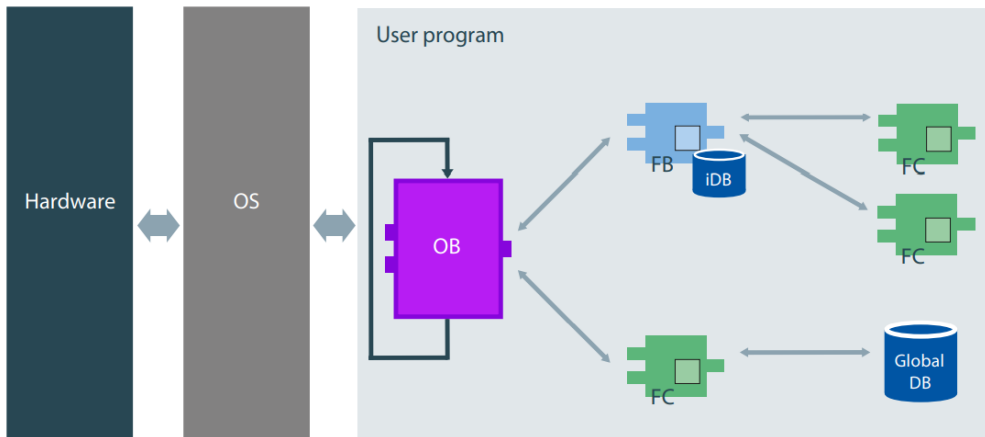 User program
Hardware
OS
OB
FB
iDB
FC
FC
FC
Global
DB